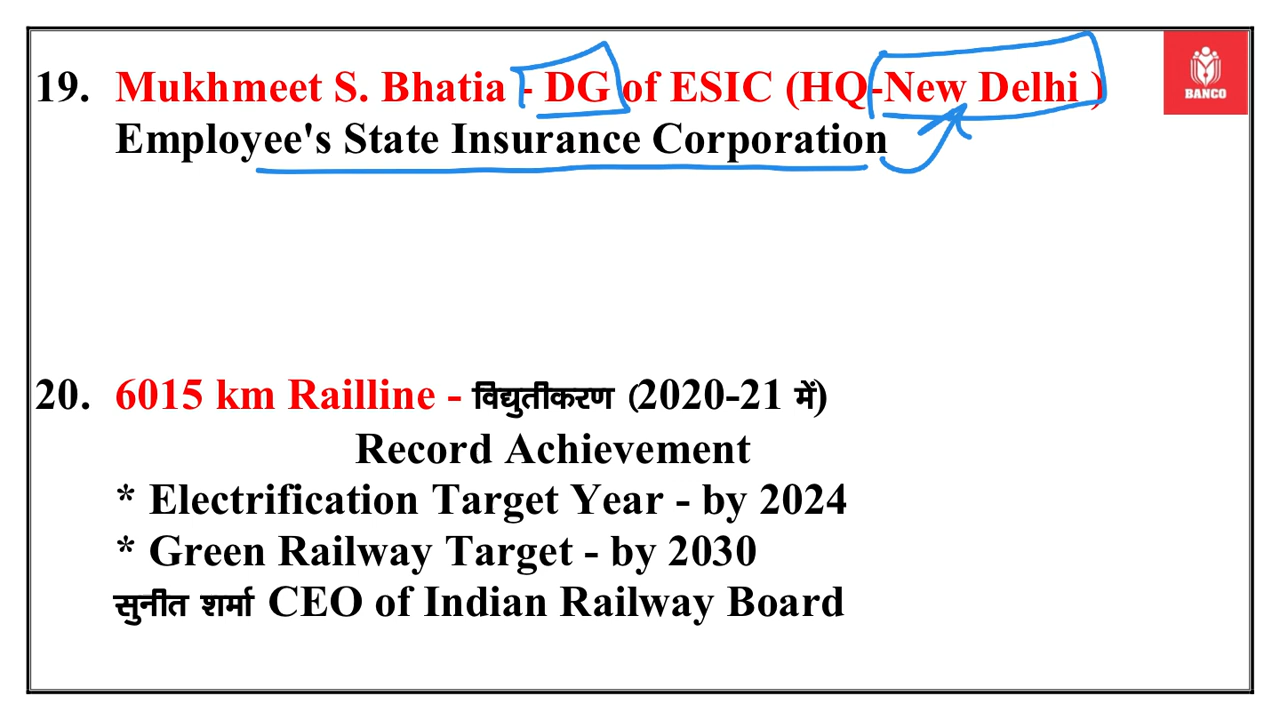 19. Mukhmeet S. Bhatia - DG of ESIC (HQ-New Delhi )
BANCO
Employee's State Insurance Corporation
20. 6015 km Railline - विद्युतीकरण (2020-21 में)
Record Achievement
* Electrification Target Year - by 2024
* Green Railway Target - by 2030
सुनीत शर्मा CEO of Indian Railway Board